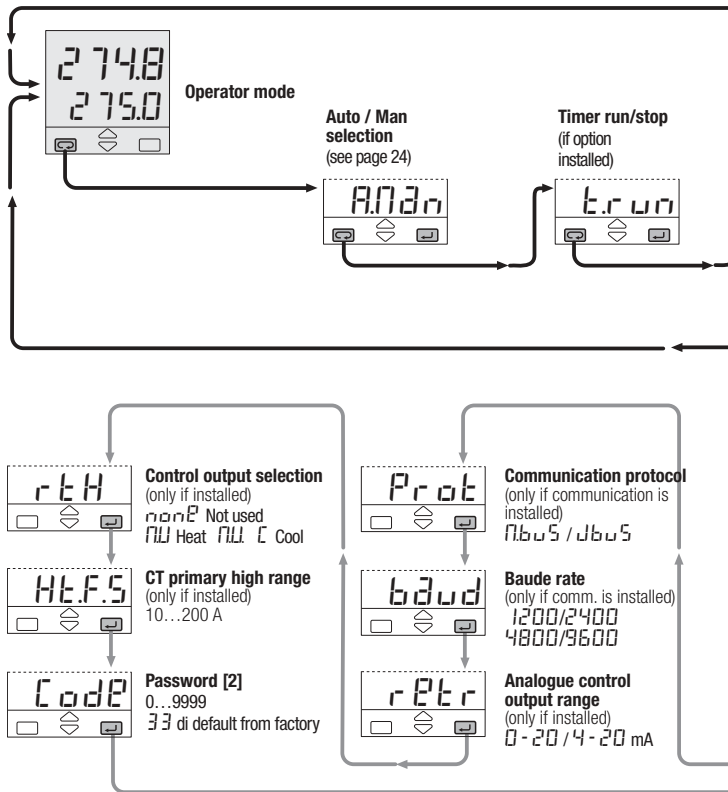 274.8
275.0
Operator mode
Auto / Man
selection
(see page 24)
A.Man
Timer run/stop
(if option
installed)
t.run
rtH
Control output selection
(only if installed)
nonE Not used
M.U Heat M.U. C Cool
Ht.F.S
CT primary high range
(only if installed)
10...200 A
CodE
Password [2]
0...9999
33 di default from factory
Prot
Communication protocol
(only if communication is
installed)
M.buS / JbuS
baud
Baude rate
(only if comm. is installed)
1200/2400
4800/9600
rEtr
Analogue control
output range
(only if installed)
0-20 / 4-20 mA